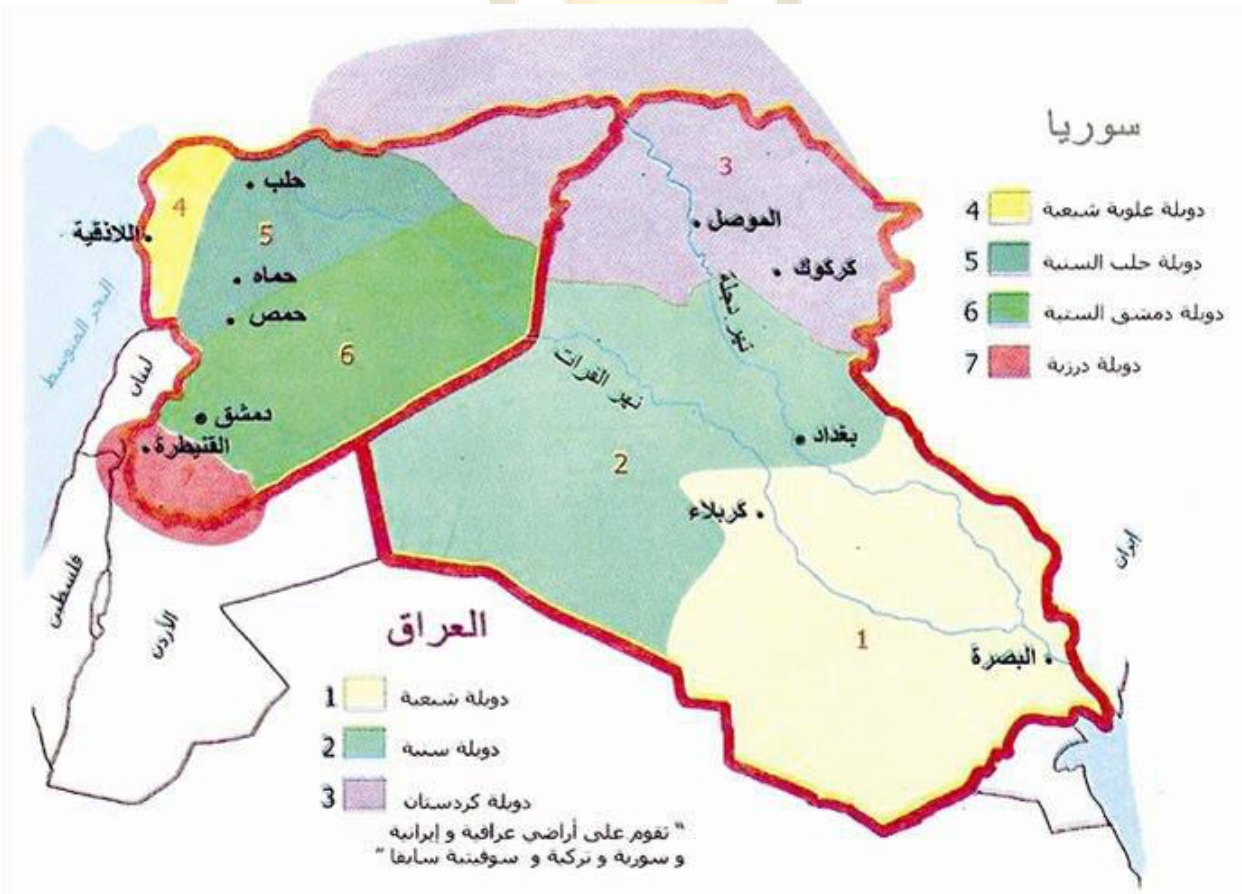 سوريا
4 دويلة علوية شيعية
5 دويلة حلب السنية
6 دويلة دمشق السنية
7 دويلة درزية
3
الموصل
كركوك
نهر دجلة
حلب
4
5
اللاذقية
حماه
حمص
6
البحر المتوسط
لبنان
دمشق
القنيطرة
نهر الفرات
بغداد
2
كربلاء
إيران
فلسطين
الأردن
1
البصرة
العراق
1 دويلة شيعية
2 دويلة سنية
3 دويلة كردستان
" تقوم على أراضي عراقية و إيرانية
و سورية و تركية و سوفيتية سابقا "